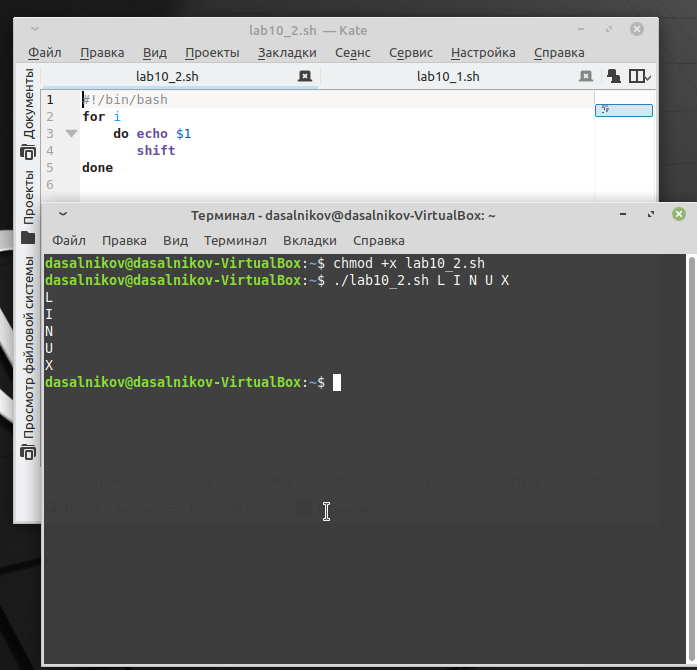 lab10_2.sh — Kate
Файл Правка Вид Проекты Закладки Сеанс Сервис Настройка Справка
lab10_2.sh lab10_1.sh
Документы
Проекты
Просмотр файловой системы
1 #!/bin/bash
2 for i
3 do echo $1
4 shift
5 done
6
Терминал - dasalnikov@dasalnikov-VirtualBox: ~
Файл Правка Вид Терминал Вкладки Справка
dasalnikov@dasalnikov-VirtualBox:~$ chmod +x lab10_2.sh
dasalnikov@dasalnikov-VirtualBox:~$ ./lab10_2.sh L I N U X
L
I
N
U
X
dasalnikov@dasalnikov-VirtualBox:~$